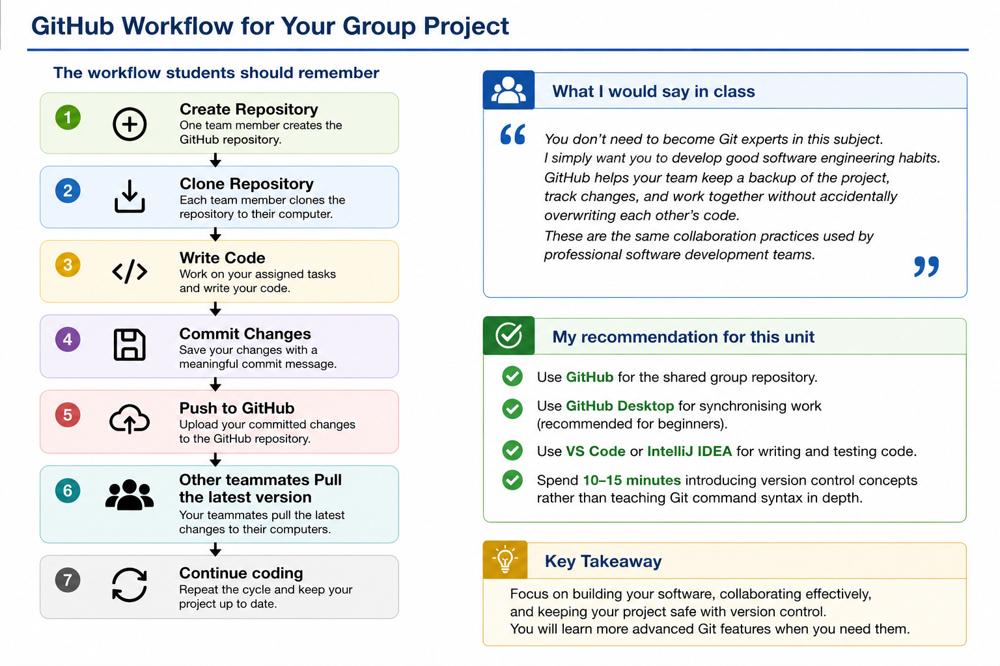 GitHub Workflow for Your Group Project
The workflow students should remember
1
Create Repository
One team member creates the
GitHub repository.
2
Clone Repository
Each team member clones the
repository to their computer.
3
</>
Write Code
Work on your assigned tasks
and write your code.
4
Commit Changes
Save your changes with a
meaningful commit message.
5
Push to GitHub
Upload your committed changes
to the GitHub repository.
6
Other teammates Pull
the latest version
Your teammates pull the latest
changes to their computers.
7
Continue coding
Repeat the cycle and keep your
project up to date.
What I would say in class
“
You don’t need to become Git experts in this subject.
I simply want you to develop good software engineering habits.
GitHub helps your team keep a backup of the project,
track changes, and work together without accidentally
overwriting each other’s code.
These are the same collaboration practices used by
professional software development teams.
”
My recommendation for this unit
Use GitHub for the shared group repository.
Use GitHub Desktop for synchronising work
(recommended for beginners).
Use VS Code or IntelliJ IDEA for writing and testing code.
Spend 10–15 minutes introducing version control concepts
rather than teaching Git command syntax in depth.
Key Takeaway
Focus on building your software, collaborating effectively,
and keeping your project safe with version control.
You will learn more advanced Git features when you need them.